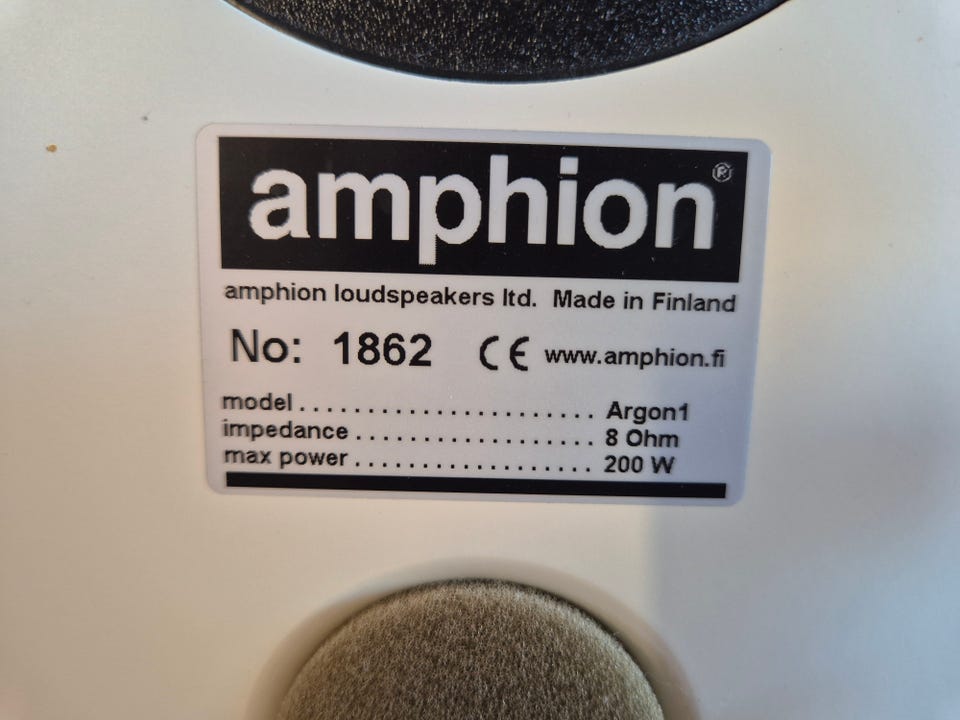 amphion®
amphion loudspeakers ltd. Made in Finland
No: 1862 CE www.amphion.fi
model ...................... Argon1
impedance .................. 8 Ohm
max power .................. 200 W